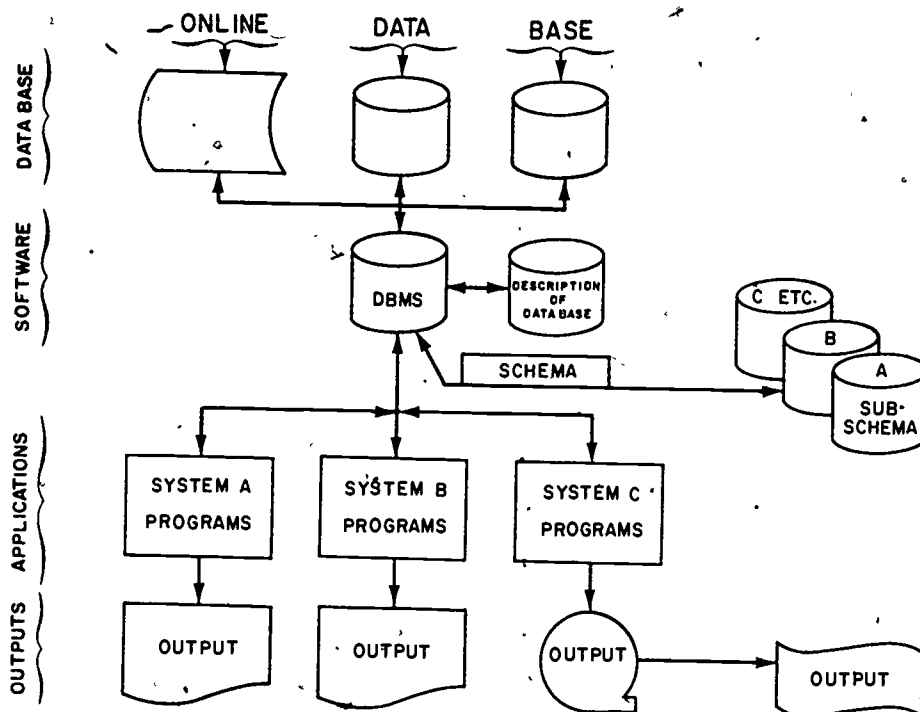 ONLINE DATA BASE
DATA BASE
SOFTWARE
DBMS
DESCRIPTION
OF
DATA BASE
C ETC.
B
A
SUB-
SCHEMA
SCHEMA
APPLICATIONS
SYSTEM A
PROGRAMS
SYSTEM B
PROGRAMS
SYSTEM C
PROGRAMS
OUTPUTS
OUTPUT
OUTPUT
OUTPUT
OUTPUT